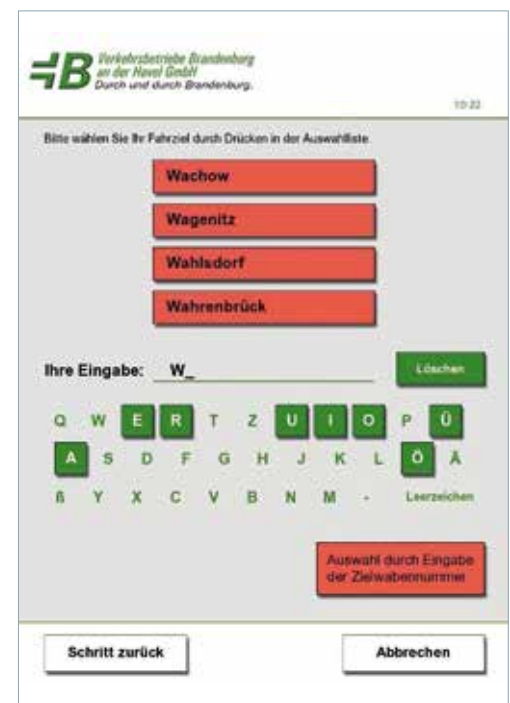 B Verkehrsbetriebe Brandenburg
an der Havel GmbH
Durch und durch Brandenburg.
10:22
Bitte wählen Sie Ihr Fahrziel durch Drücken in der Auswahlliste.
Wachow
Wagenitz
Wahlsdorf
Wahrenbrück
Ihre Eingabe: W_
Löschen
Q W E R T Z U I O P Ü
A S D F G H J K L Ö Ä
ß Y X C V B N M - Leerzeichen
Auswahl durch Eingabe
der Zielwabennummer
Schritt zurück
Abbrechen